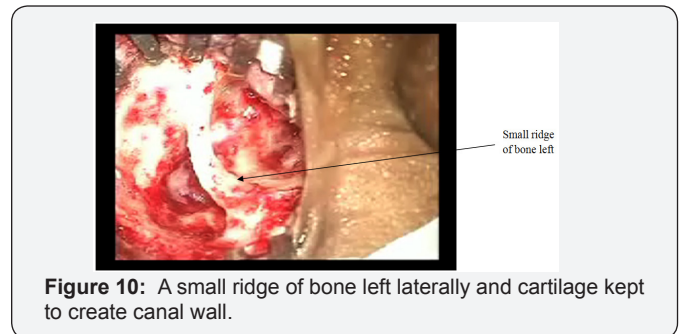 Small ridge
of bone left
Figure 10: A small ridge of bone left laterally and cartilage kept
to create canal wall.